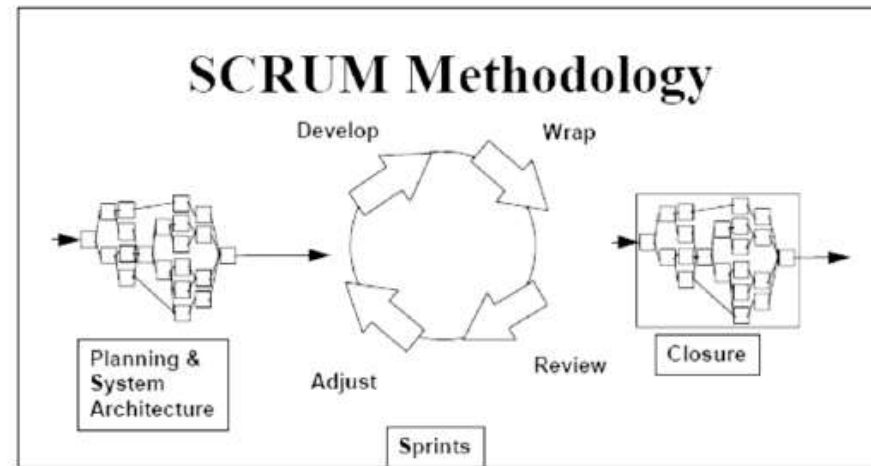 SCRUM Methodology
Develop
Wrap
Planning &
System
Architecture
Adjust
Review
Closure
Sprints